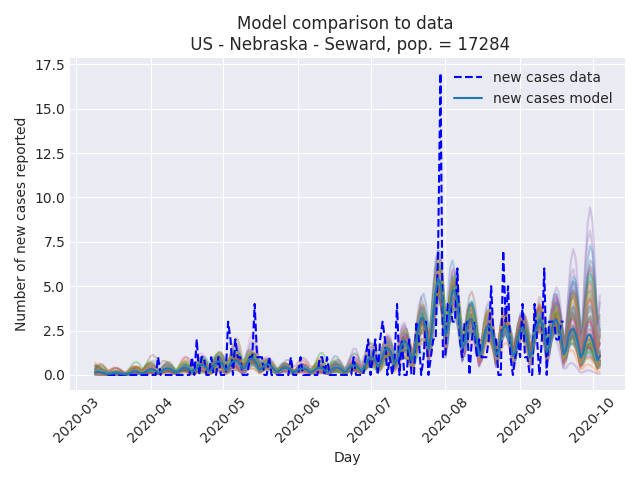 Model comparison to data
US - Nebraska - Seward, pop. = 17284
17.5
15.0
12.5
10.0
7.5
5.0
2.5
0.0
Number of new cases reported
new cases data
new cases model
2020-03
2020-04
2020-05
2020-06
2020-07
2020-08
2020-09
2020-10
Day